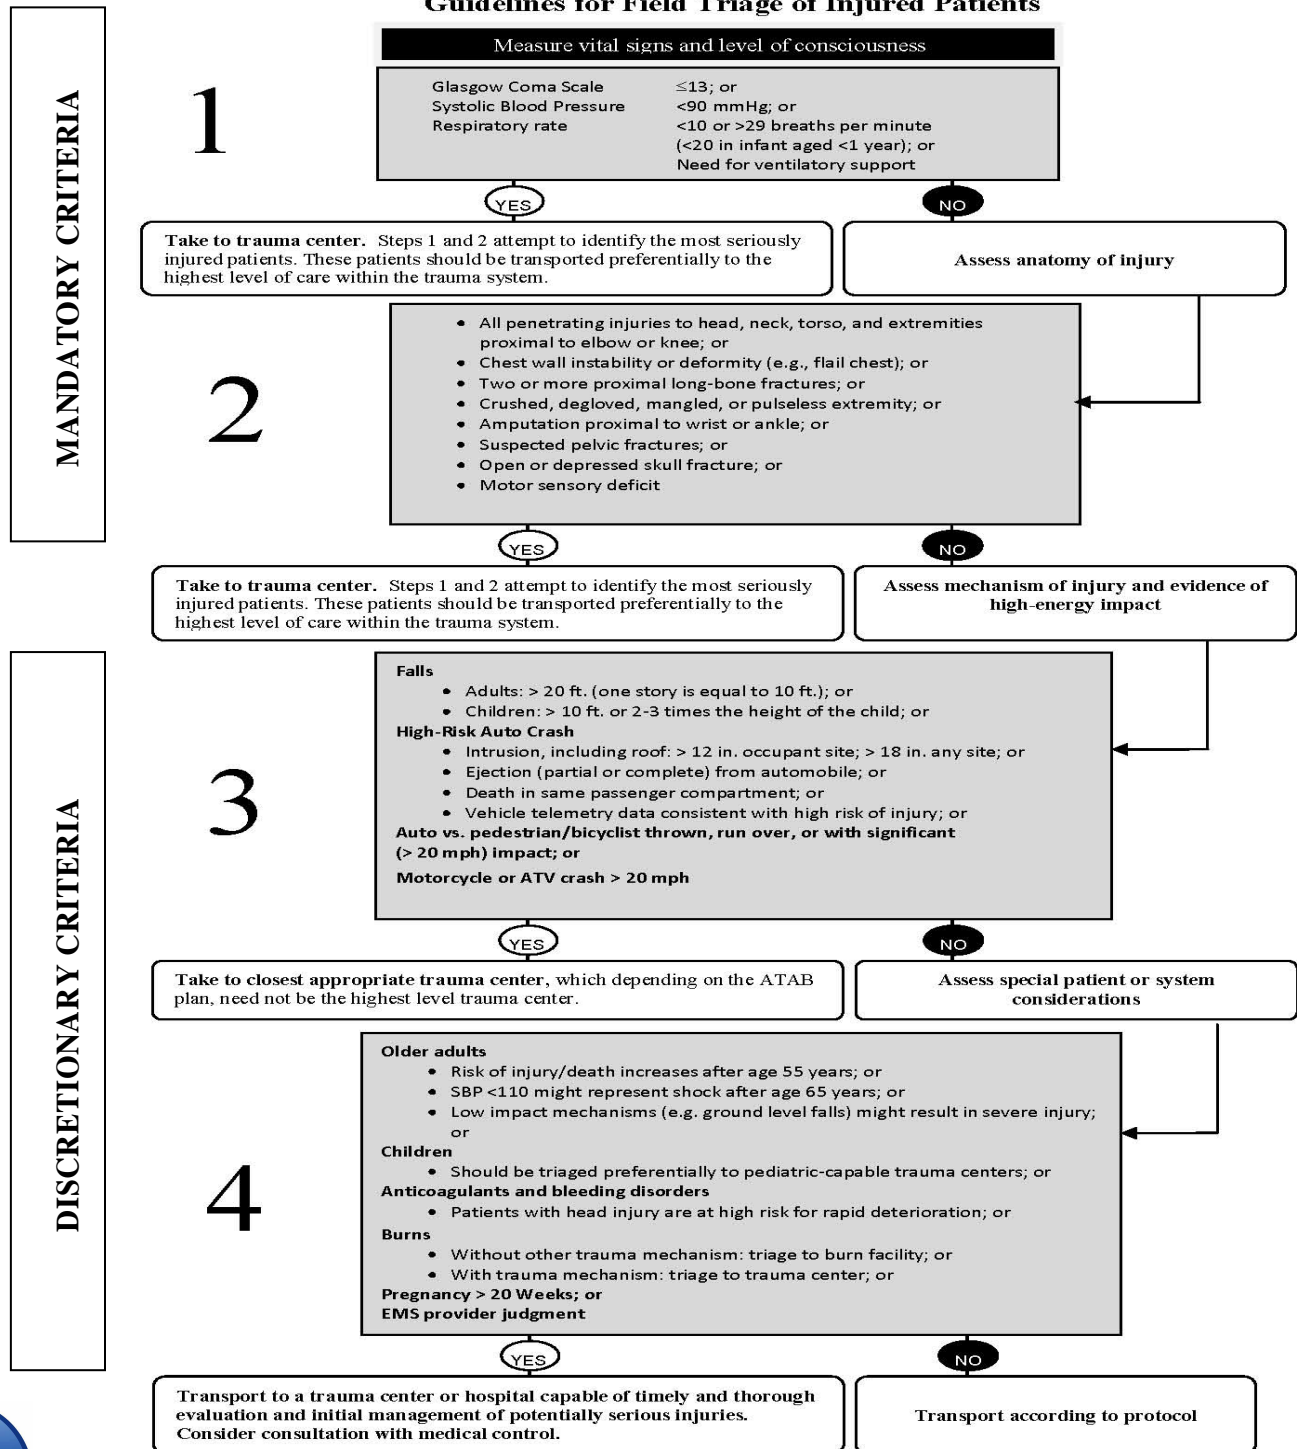 Guidelines for Field Triage of Injured Patients
Measure vital signs and level of consciousness
MANDATORY CRITERIA
1
Glasgow Coma Scale ≤13; or
Systolic Blood Pressure <90 mmHg; or
Respiratory rate <10 or >29 breaths per minute
(<20 in infant aged <1 year); or
Need for ventilatory support
YES
NO
Take to trauma center. Steps 1 and 2 attempt to identify the most seriously
injured patients. These patients should be transported preferentially to the
highest level of care within the trauma system.
Assess anatomy of injury
2
• All penetrating injuries to head, neck, torso, and extremities
proximal to elbow or knee; or
• Chest wall instability or deformity (e.g., flail chest); or
• Two or more proximal long-bone fractures; or
• Crushed, degloved, mangled, or pulseless extremity; or
• Amputation proximal to wrist or ankle; or
• Suspected pelvic fractures; or
• Open or depressed skull fracture; or
• Motor sensory deficit
YES
NO
Take to trauma center. Steps 1 and 2 attempt to identify the most seriously
injured patients. These patients should be transported preferentially to the
highest level of care within the trauma system.
Assess mechanism of injury and evidence of
high-energy impact
DISCRETIONARY CRITERIA
3
Falls
• Adults: > 20 ft. (one story is equal to 10 ft.); or
• Children: > 10 ft. or 2-3 times the height of the child; or
High-Risk Auto Crash
• Intrusion, including roof: > 12 in. occupant site; > 18 in. any site; or
• Ejection (partial or complete) from automobile; or
• Death in same passenger compartment; or
• Vehicle telemetry data consistent with high risk of injury; or
Auto vs. pedestrian/bicyclist thrown, run over, or with significant
(> 20 mph) impact; or
Motorcycle or ATV crash > 20 mph
YES
NO
Take to closest appropriate trauma center, which depending on the ATAB
plan, need not be the highest level trauma center.
Assess special patient or system
considerations
4
Older adults
• Risk of injury/death increases after age 55 years; or
• SBP <110 might represent shock after age 65 years; or
• Low impact mechanisms (e.g. ground level falls) might result in severe injury;
or
Children
• Should be triaged preferentially to pediatric-capable trauma centers; or
Anticoagulants and bleeding disorders
• Patients with head injury are at high risk for rapid deterioration; or
Burns
• Without other trauma mechanism: triage to burn facility; or
• With trauma mechanism: triage to trauma center; or
Pregnancy > 20 Weeks; or
EMS provider judgment
YES
NO
Transport to a trauma center or hospital capable of timely and thorough
evaluation and initial management of potentially serious injuries.
Consider consultation with medical control.
Transport according to protocol